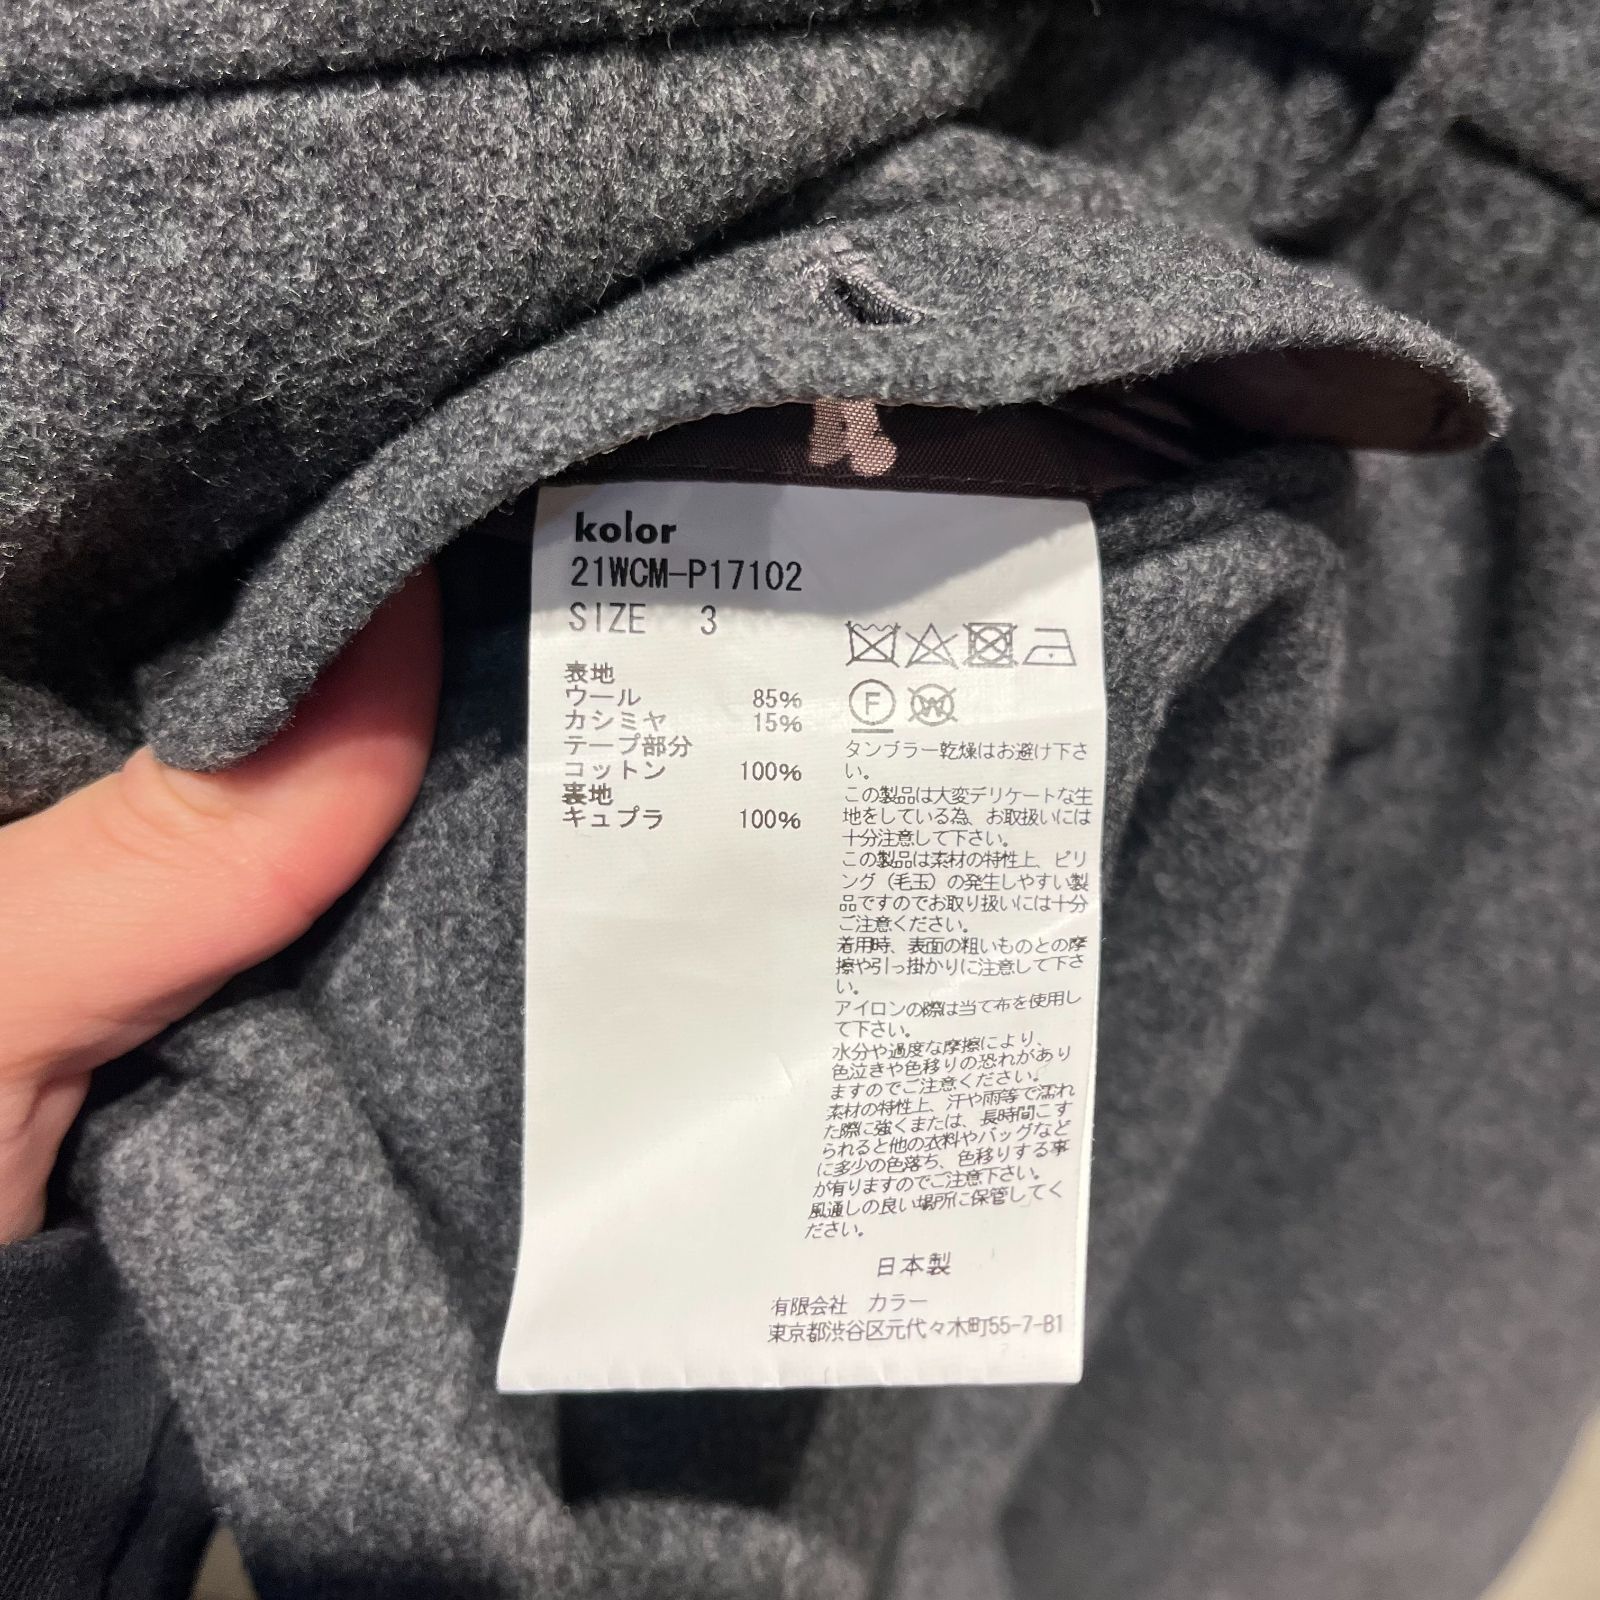 kolor
21WCM-P17102
SIZE 3
表地
ウール 85%
カシミヤ 15%
テープ部分
コットン 100%
裏地
キュプラ 100%
F
W
タンブラー乾燥はお避け下さ
い。
この製品は大変デリケートな生
地をしている為、お取扱いには
十分注意して下さい。
この製品は素材の特性上、ピリ
ング（毛玉）の発生しやすい製
品ですのでお取り扱いには十分
ご注意ください。
着用時、表面の粗いものとの摩
擦や引っ掛かりに注意して下さ
い。
アイロンの際は当て布を使用し
て下さい。
水分や過度な摩擦により、
色泣きや色移りの恐れがあり
ますのでご注意ください。
素材の特性上、汗や雨等で濡れ
た際に強くまたは、長時間こす
られると他の衣料やバッグなど
に多少の色落ち、色移りする事
が有りますのでご注意下さい。
風通しの良い場所に保管してく
ださい。
日本製
有限会社 カラー
東京都渋谷区元代々木町55-7-B1